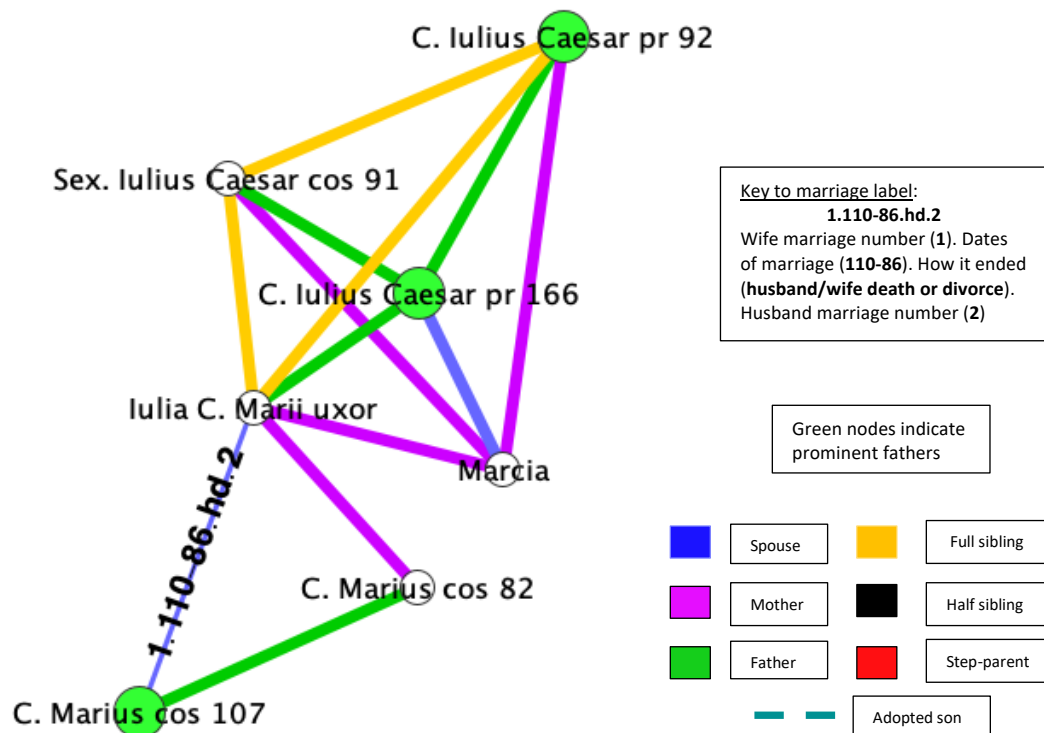 C. Iulius Caesar pr 92
Sex. Iulius Caesar cos 91
C. Iulius Caesar pr 166
Iulia C. Marii uxor
Marcia
1.110-86.hd.2
C. Marius cos 82
C. Marius cos 107
Key to marriage label:
1.110-86.hd.2
Wife marriage number (1). Dates
of marriage (110-86). How it ended
(husband/wife death or divorce).
Husband marriage number (2)
Green nodes indicate
prominent fathers
Spouse
Full sibling
Mother
Half sibling
Father
Step-parent
Adopted son